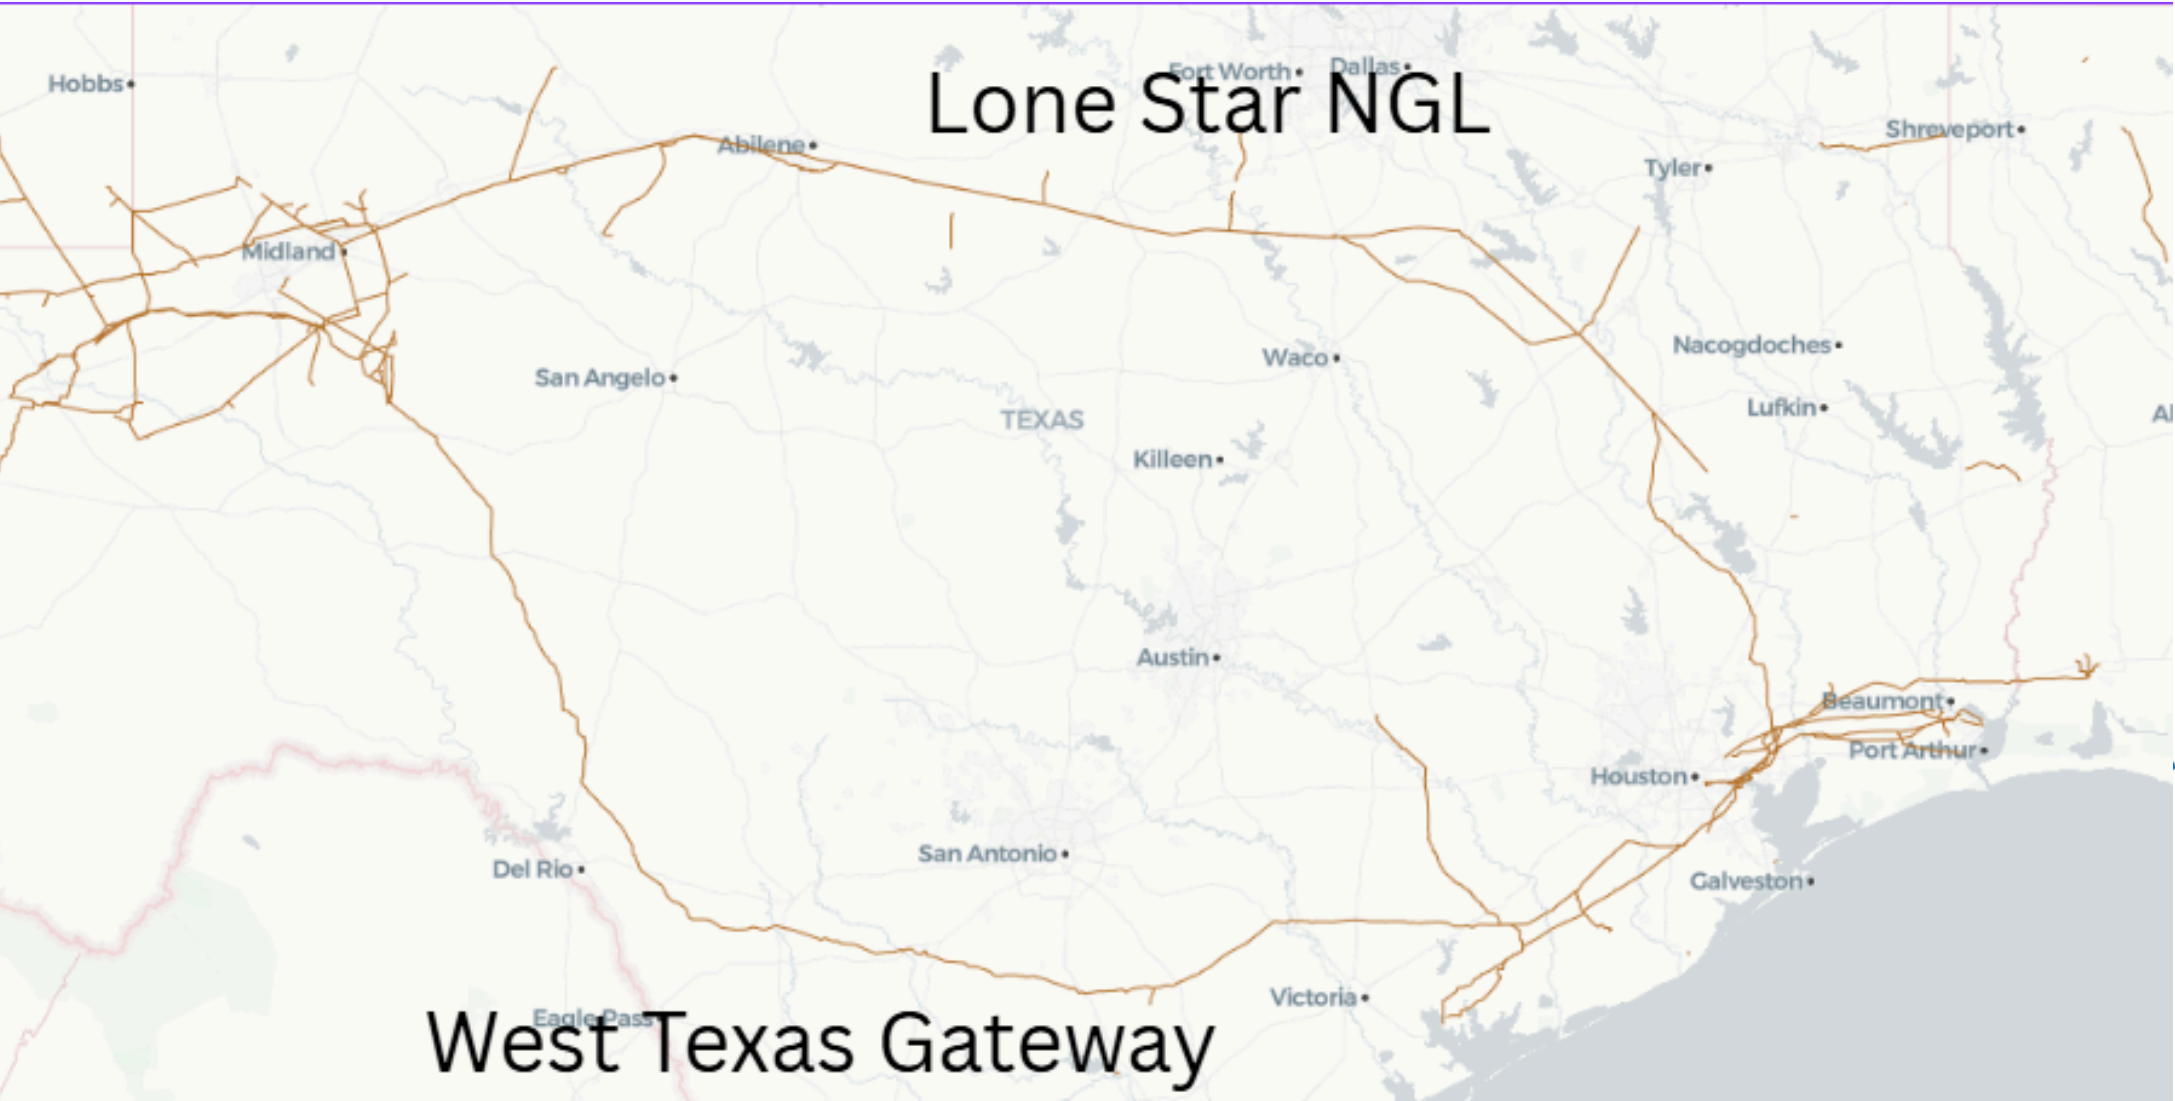 Fort Worth
Dallas
Hobbs
Lone Star NGL
Shreveport
Abilene
Tyler
Midland
Nacogdoches
Waco
San Angelo
Lufkin
Al
TEXAS
Killeen
Austin
Beaumont
Port Arthur
Houston
San Antonio
Del Rio
Galveston
Victoria
Eagle Pass
West Texas Gateway